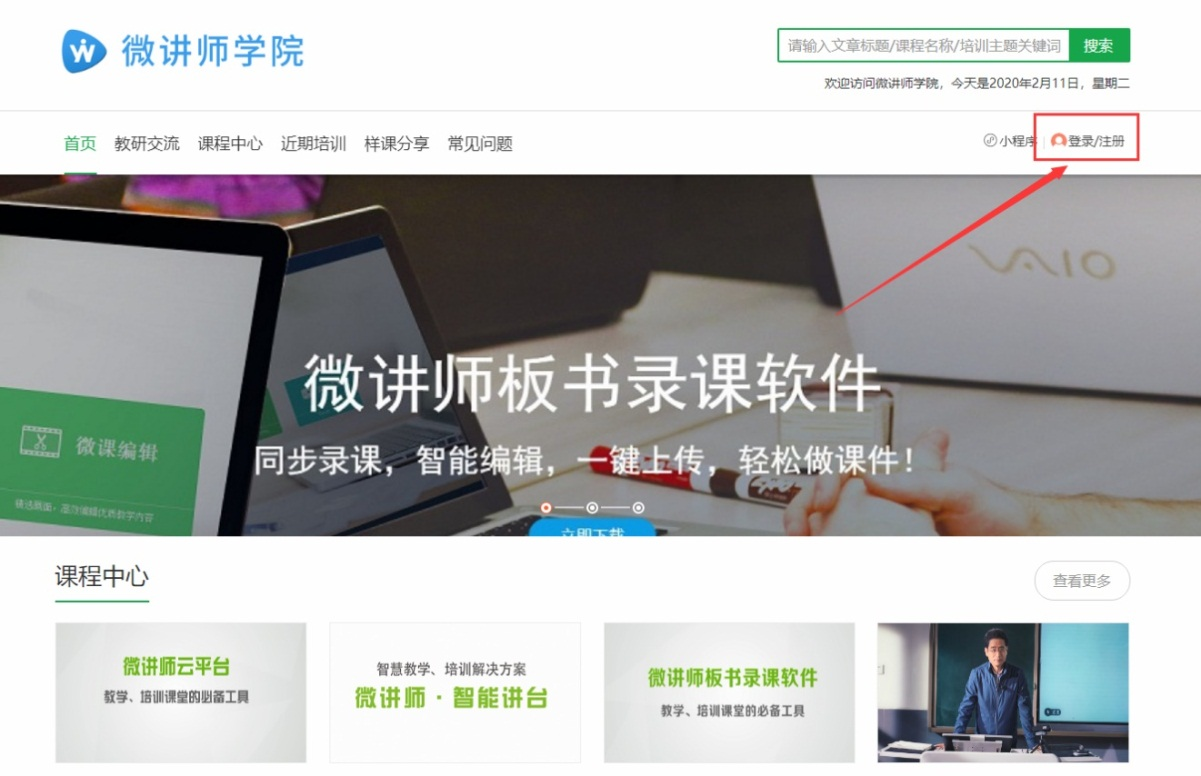 微讲师学院
请输入文章标题/课程名称/培训主题关键词 搜索
欢迎访问微讲师学院，今天是2020年2月11日，星期二
首页 教研交流 课程中心 近期培训 样课分享 常见问题 小程序 登录/注册
VAIO
微讲师板书录课软件
微课编辑
同步录课，智能编辑，一键上传，轻松做课件！
立即下载
课程中心 查看更多
微讲师云平台
教学、培训课堂的必备工具
智慧教学、培训解决方案
微讲师·智能讲台
微讲师板书录课软件
教学、培训课堂的必备工具